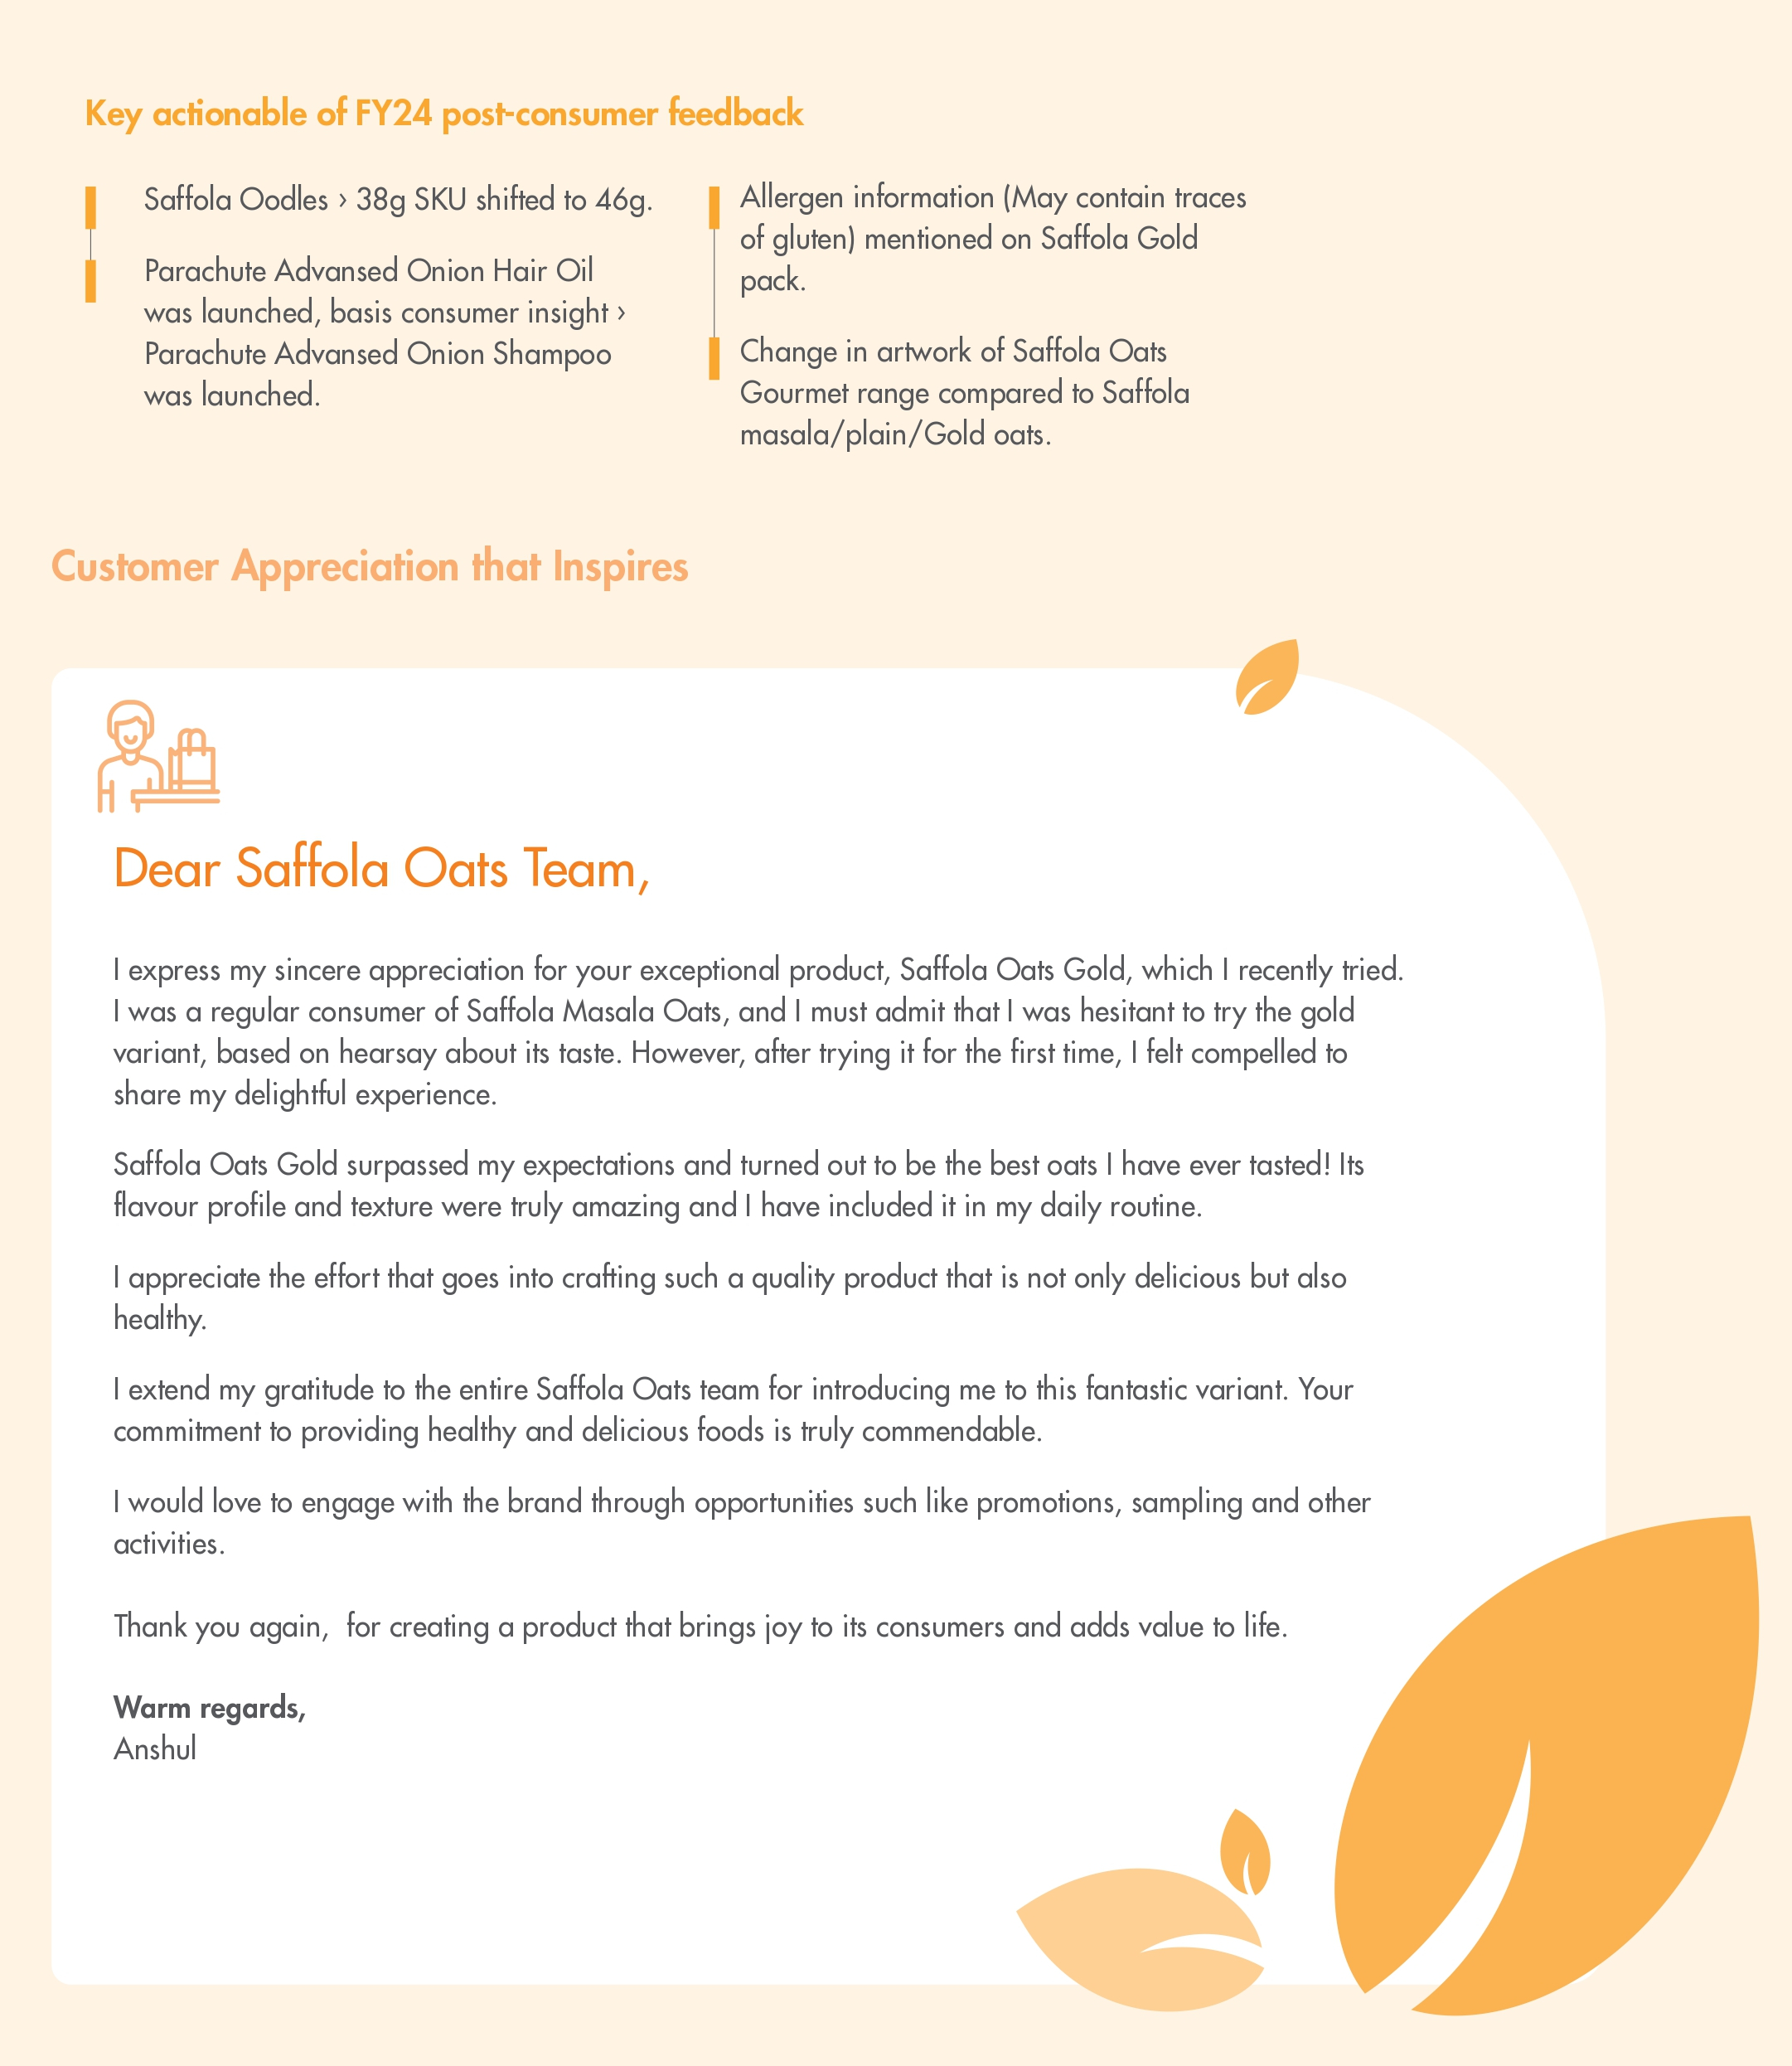 Key actionable of FY24 post-consumer feedback
Saffola Oodles › 38g SKU shifted to 46g.
Parachute Advansed Onion Hair Oil
was launched, basis consumer insight ›
Parachute Advansed Onion Shampoo
was launched.
Allergen information (May contain traces
of gluten) mentioned on Saffola Gold
pack.
Change in artwork of Saffola Oats
Gourmet range compared to Saffola
masala/plain/Gold oats.
Customer Appreciation that Inspires
Dear Saffola Oats Team,
I express my sincere appreciation for your exceptional product, Saffola Oats Gold, which I recently tried.
I was a regular consumer of Saffola Masala Oats, and I must admit that I was hesitant to try the gold
variant, based on hearsay about its taste. However, after trying it for the first time, I felt compelled to
share my delightful experience.
Saffola Oats Gold surpassed my expectations and turned out to be the best oats I have ever tasted! Its
flavour profile and texture were truly amazing and I have included it in my daily routine.
I appreciate the effort that goes into crafting such a quality product that is not only delicious but also
healthy.
I extend my gratitude to the entire Saffola Oats team for introducing me to this fantastic variant. Your
commitment to providing healthy and delicious foods is truly commendable.
I would love to engage with the brand through opportunities such like promotions, sampling and other
activities.
Thank you again,  for creating a product that brings joy to its consumers and adds value to life.
Warm regards,
Anshul